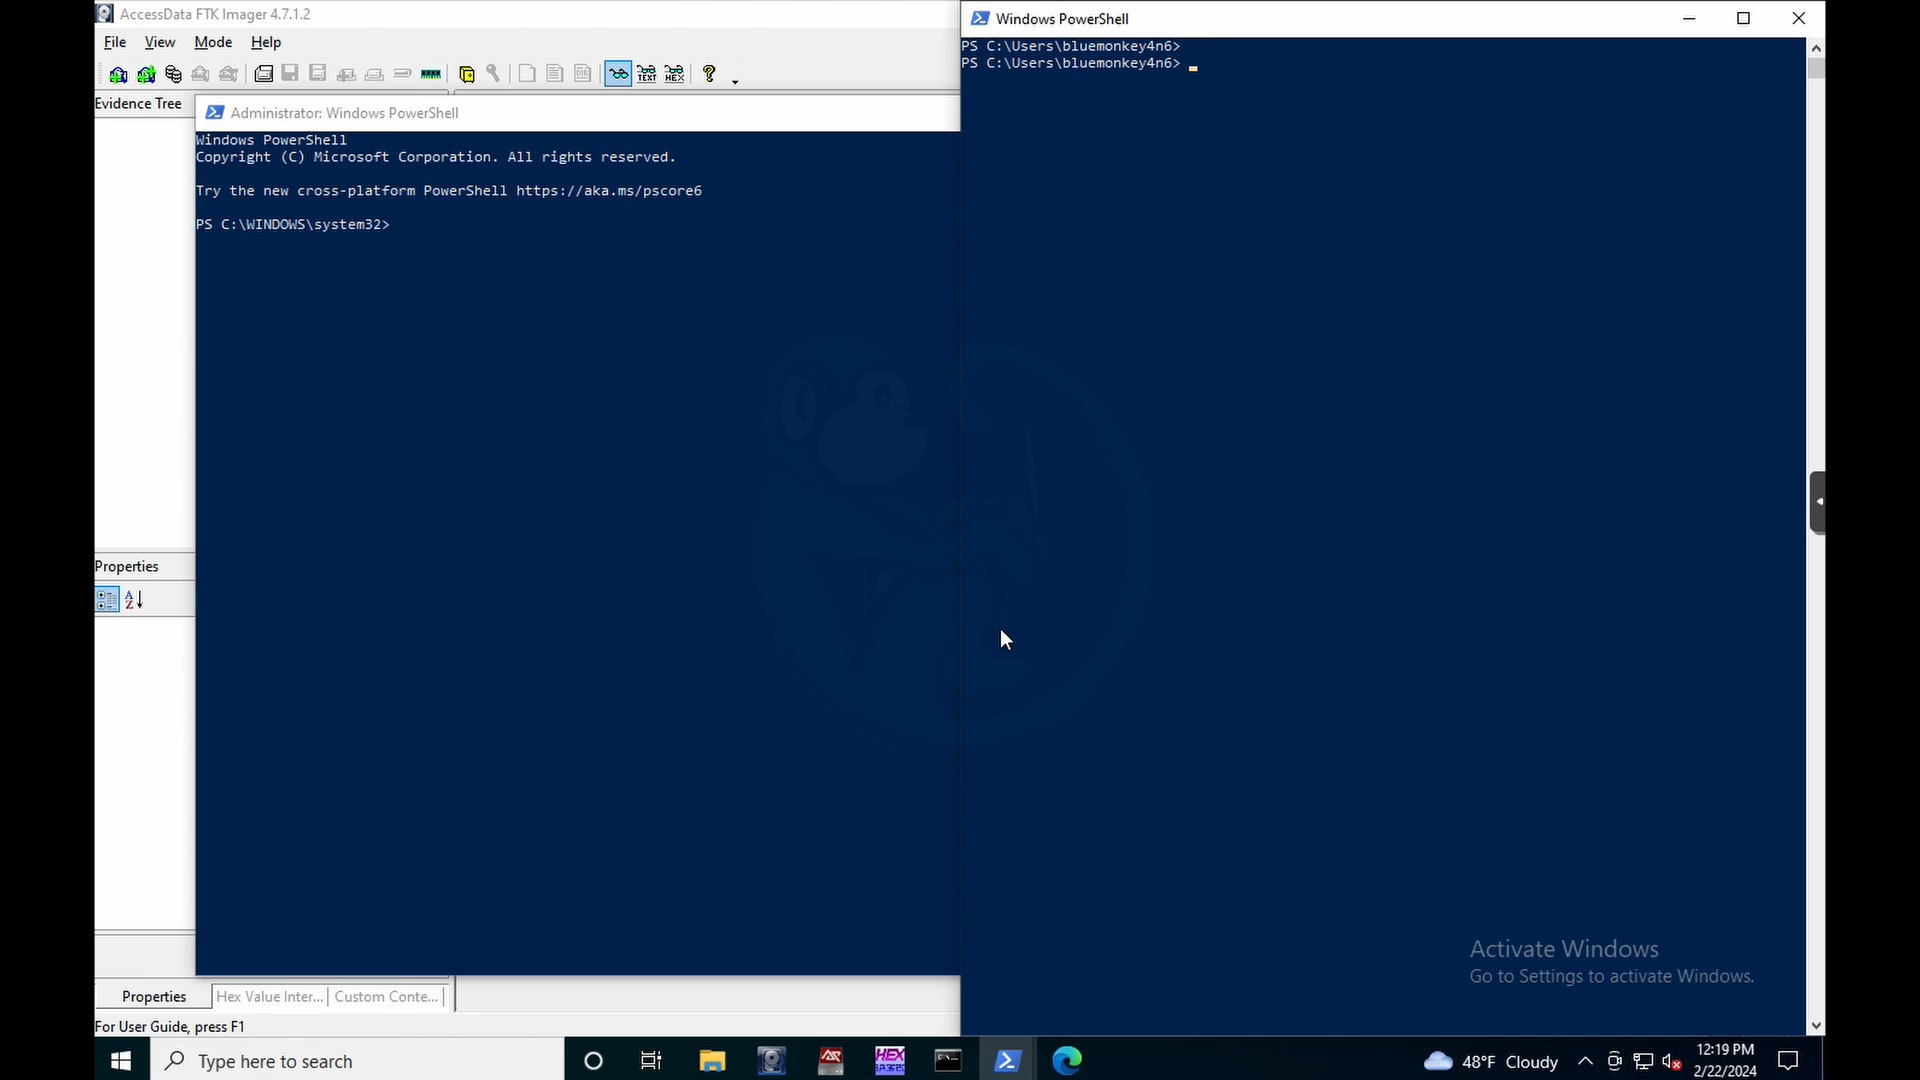 AccessData FTK Imager 4.7.1.2
File View Mode Help
TEXT HEX
Evidence Tree
Administrator: Windows PowerShell
Windows PowerShell
Copyright (C) Microsoft Corporation. All rights reserved.
Try the new cross-platform PowerShell https://aka.ms/pscore6
PS C:\WINDOWS\system32>
Windows PowerShell
PS C:\Users\bluemonkey4n6>
PS C:\Users\bluemonkey4n6>
Properties
Properties Hex Value Inter... Custom Conte...
For User Guide, press F1
Activate Windows
Go to Settings to activate Windows.
Type here to search
HEX
48°F Cloudy
12:19 PM
2/22/2024